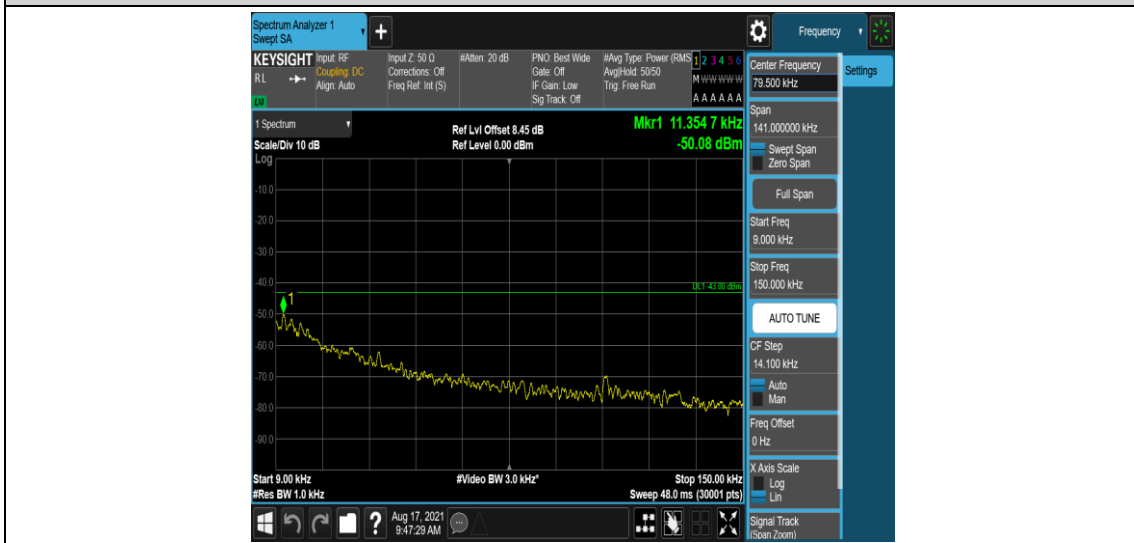 Spectrum Analyzer 1
Swept SA
Frequency
KEYSIGHT
RL
LXI
Input: RF
Coupling: DC
Align: Auto
Input Z: 50 Ω
Corrections: Off
Freq Ref: Int (S)
#Atten: 20 dB
PNO: Best Wide
Gate: Off
IF Gain: Low
Sig Track: Off
#Avg Type: Power (RMS
Avg|Hold: 50/50
Trig: Free Run
1 2 3 4 5 6
M W W W W W
A A A A A A
1 Spectrum
Scale/Div 10 dB
Ref Lvl Offset 8.45 dB
Ref Level 0.00 dBm
Mkr1 11.354 7 kHz
-50.08 dBm
Log
-10.0
-20.0
-30.0
-40.0
DL1 -43.00 dBm
1
-50.0
-60.0
-70.0
-80.0
-90.0
Start 9.00 kHz
#Video BW 3.0 kHz*
Stop 150.00 kHz
#Res BW 1.0 kHz
Sweep 48.0 ms (30001 pts)
?
Aug 17, 2021
9:47:29 AM
Center Frequency
79.500 kHz
Settings
Span
141.000000 kHz
Swept Span
Zero Span
Full Span
Start Freq
9.000 kHz
Stop Freq
150.000 kHz
AUTO TUNE
CF Step
14.100 kHz
Auto
Man
Freq Offset
0 Hz
X Axis Scale
Log
Lin
Signal Track
(Span Zoom)